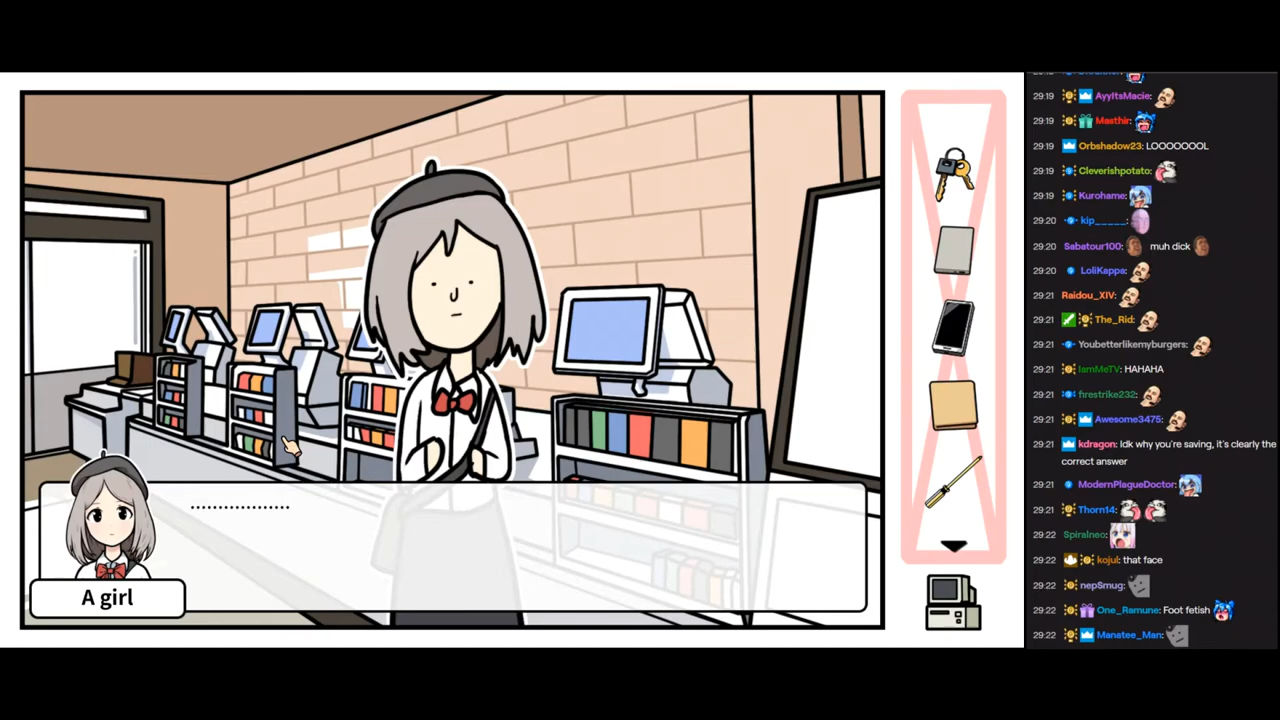 ..................
A girl
29:19 AyyItsMacie:
29:19 Masthir:
29:19 Orbshadow23: LOOOOOOOL
29:19 Cleverishpotato:
29:19 Kurohame:
29:20 kip_____:
29:20 Sabatour100: muh dick
29:20 LoliKappa:
29:21 Raidou_XIV:
29:21 The_Rid:
29:21 Youbetterlikemyburgers:
29:21 IamMeTV: HAHAHA
29:21 firestrike232:
29:21 Awesome3475:
29:21 kdragon: Idk why you're saving, it's clearly the
correct answer
29:21 ModernPlagueDoctor:
29:21 Thorn14:
29:22 Spiralneo:
29:22 kojul: that face
29:22 nepSmug:
29:22 One_Ramune: Foot fetish
29:22 Manatee_Man: